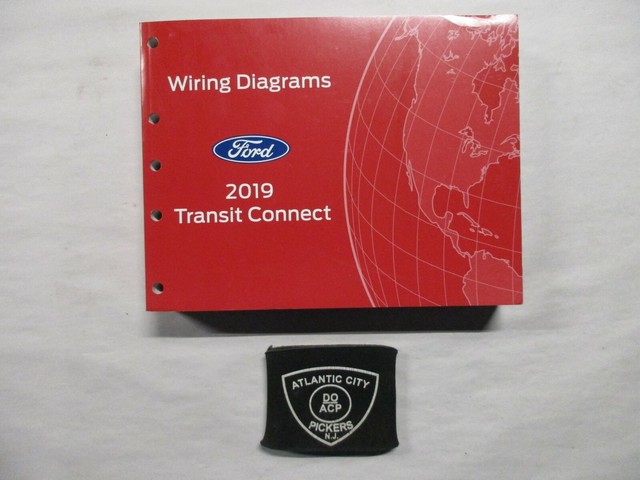 Wiring Diagrams
Ford
2019
Transit Connect
ATLANTIC CITY
DO
ACP
PICKERS
N.J.